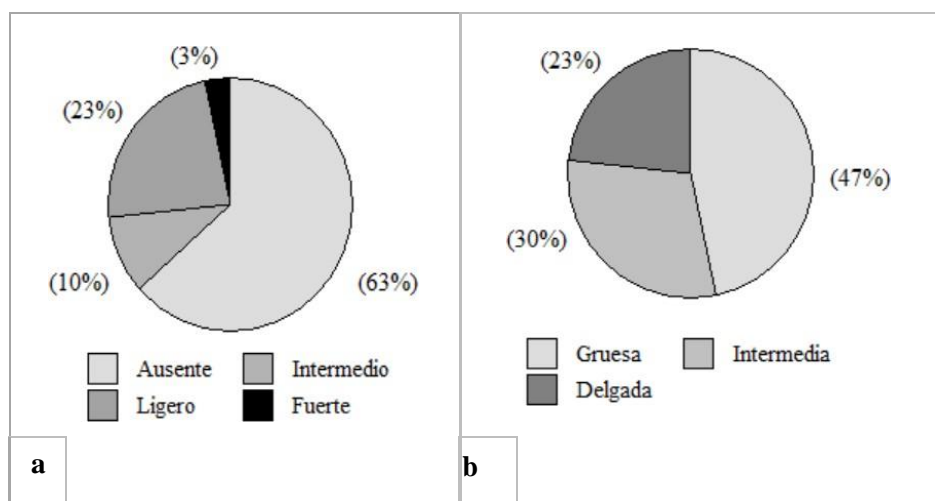 (3%)
(23%)
(10%)
(63%)
Ausente Intermedio
Ligero Fuerte
a
(23%)
(47%)
(30%)
Gruesa Intermedia
Delgada
b